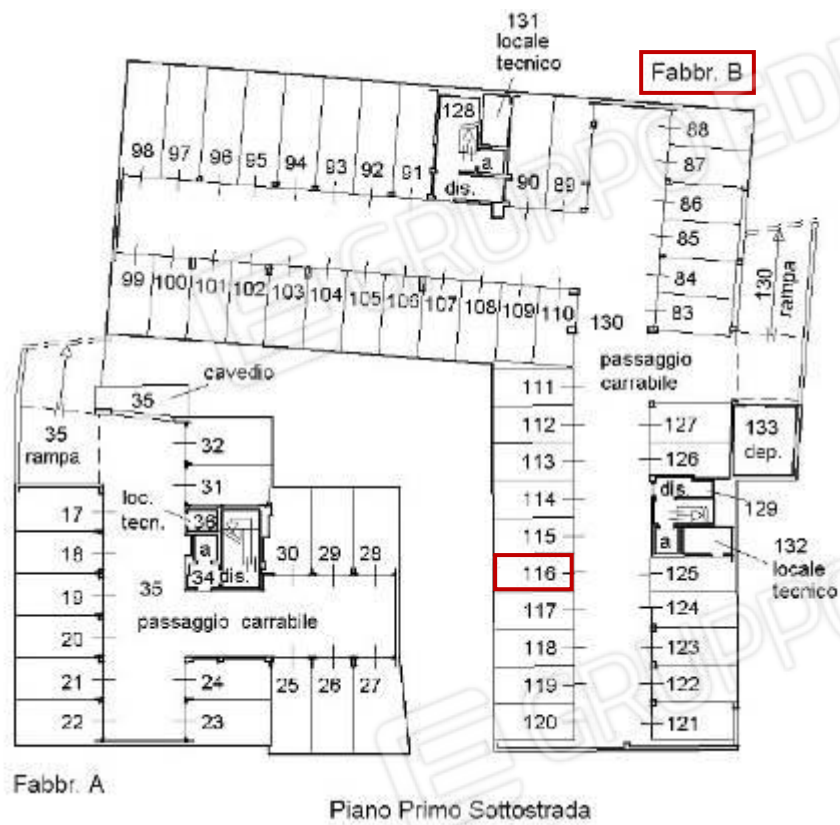 131
locale
tecnico
Fabbr. B
128
a
dis.
98 97 96 95 94 93 92 91
90 89
88
87
86
85
84
83
130
rampa
99 100 101 102 103 104 105 106 107 108 109 110
130
passaggio
carrabile
cavedio
35
35
rampa
32
31
loc.
tecn.
36
a
34 dis.
17
18
19
20
21
22
35
passaggio carrabile
30 29 28
24
23
25 26 27
111
112
113
114
115
116
117
118
119
120
127
126
133
dep.
dis.
129
a
132
locale
tecnico
125
124
123
122
121
Fabbr. A
Piano Primo Sottostrada
E GRUPPO EDI
E GRUPPO